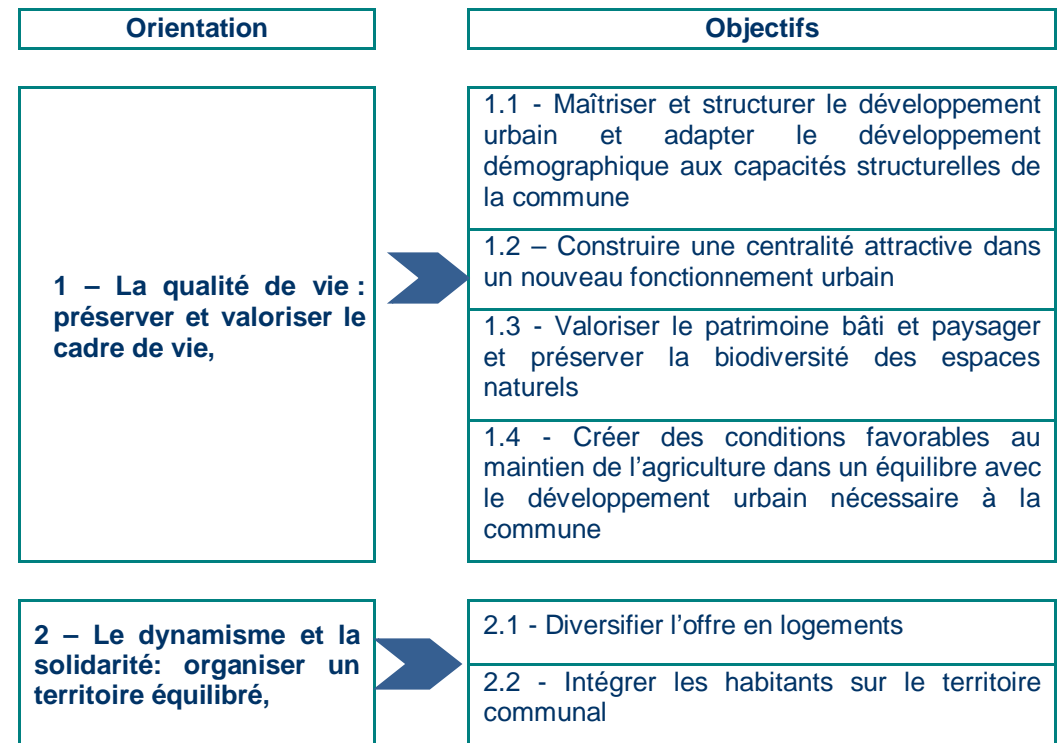 Orientation
Objectifs
1 – La qualité de vie :
préserver et valoriser le
cadre de vie,
1.1 - Maîtriser et structurer le développement
urbain et adapter le développement
démographique aux capacités structurelles de
la commune
1.2 – Construire une centralité attractive dans
un nouveau fonctionnement urbain
1.3 - Valoriser le patrimoine bâti et paysager
et préserver la biodiversité des espaces
naturels
1.4 - Créer des conditions favorables au
maintien de l’agriculture dans un équilibre avec
le développement urbain nécessaire à la
commune
2 – Le dynamisme et la
solidarité: organiser un
territoire équilibré,
2.1 - Diversifier l’offre en logements
2.2 - Intégrer les habitants sur le territoire
communal